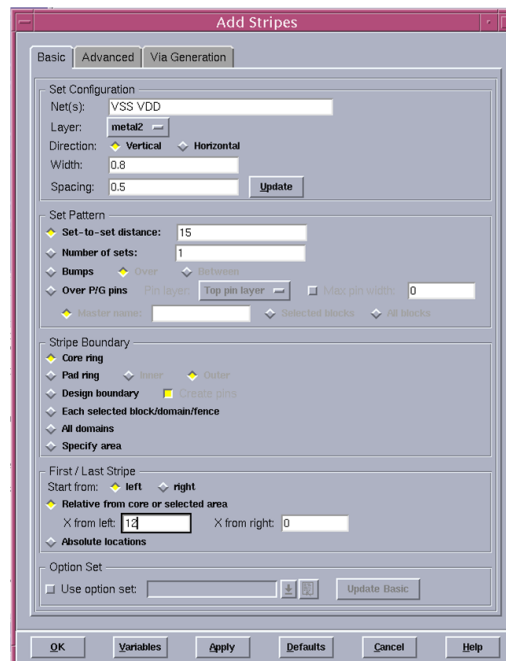 Add Stripes
Basic Advanced Via Generation
Set Configuration
Net(s): VSS VDD
Layer: metal2
Direction: Vertical Horizontal
Width: 0.8
Spacing: 0.5 Update
Set Pattern
Set-to-set distance: 15
Number of sets: 1
Bumps Over Between
Over P/G pins Pin layer: Top pin layer Max pin width: 0
Master name: Selected blocks All blocks
Stripe Boundary
Core ring
Pad ring Inner Outer
Design boundary Create pins
Each selected block/domain/fence
All domains
Specify area
First / Last Stripe
Start from: left right
Relative from core or selected area
X from left: 12 X from right: 0
Absolute locations
Option Set
Use option set: Update Basic
OK Variables Apply Defaults Cancel Help